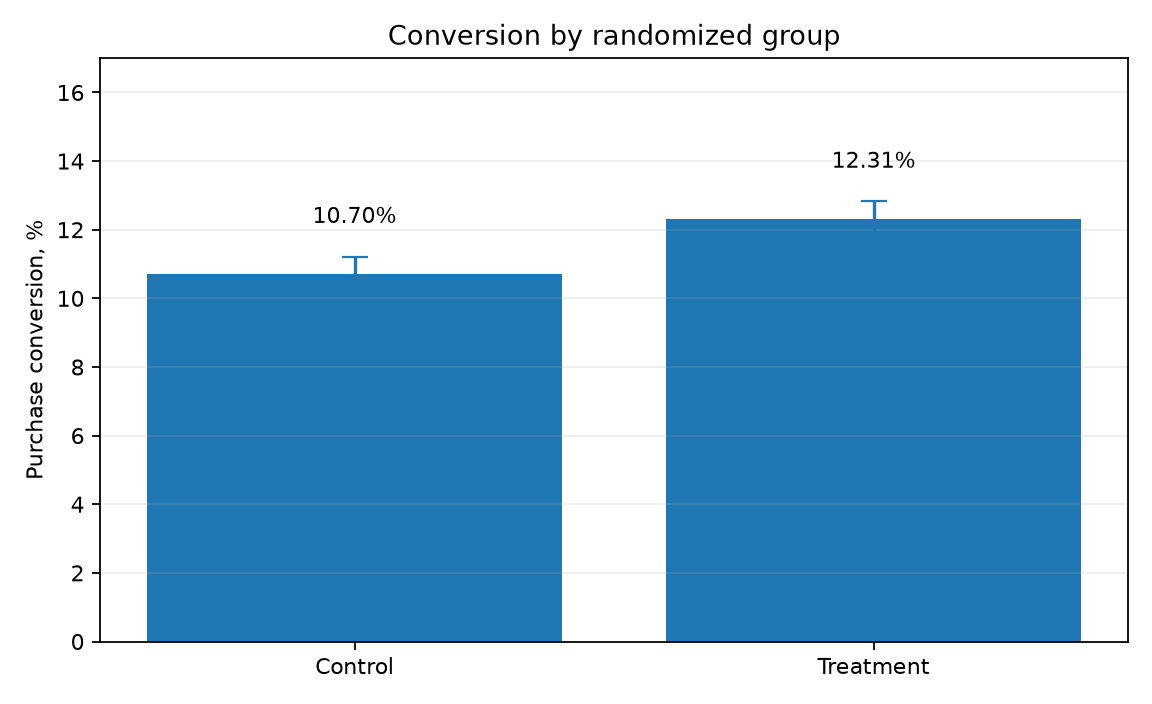 Conversion by randomized group
Purchase conversion, %
16
14
12
10
8
6
4
2
0
10.70%
12.31%
Control
Treatment